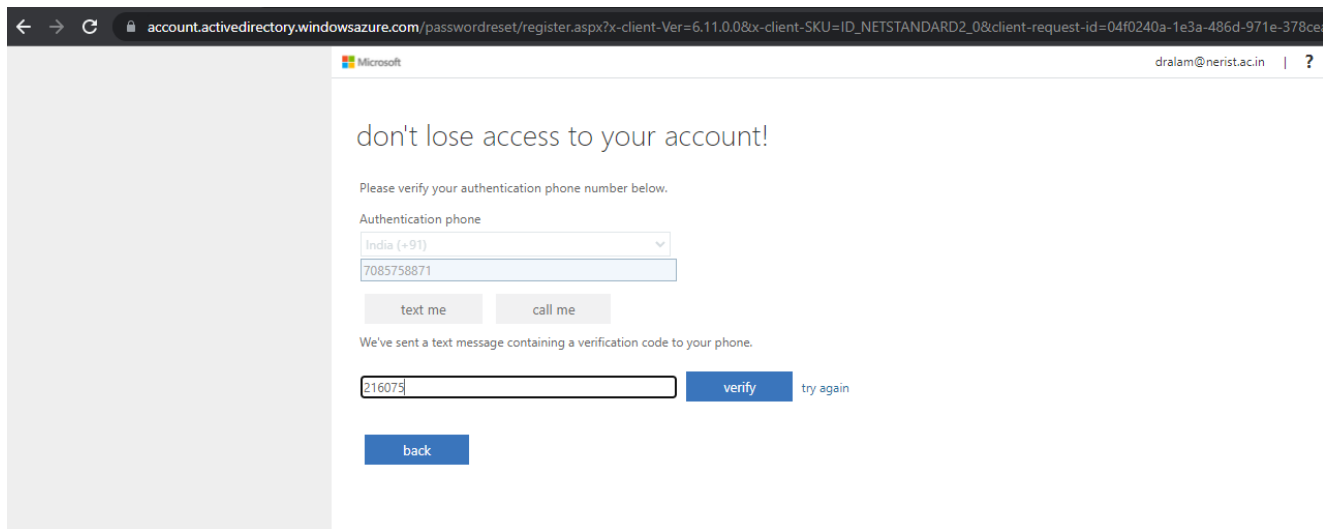 account.activedirectory.windowsazure.com/passwordreset/register.aspx?x-client-Ver=6.11.0.0&x-client-SKU=ID_NETSTANDARD2_0&client-request-id=04f0240a-1e3a-486d-971e-378cea
Microsoft
dralam@nerist.ac.in | ?
don't lose access to your account!
Please verify your authentication phone number below.
Authentication phone
India (+91)
7085758871
text me call me
We've sent a text message containing a verification code to your phone.
216075 verify try again
back